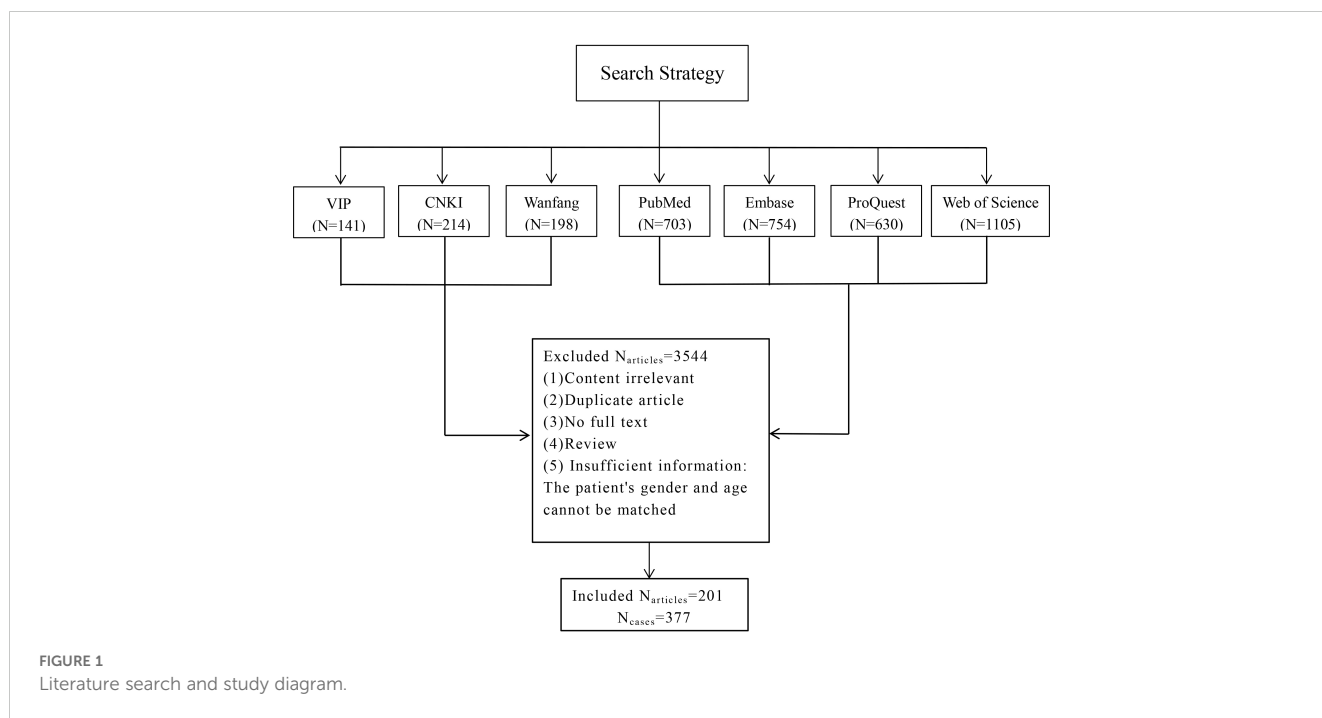 Search Strategy
VIP
(N=141)
CNKI
(N=214)
Wanfang
(N=198)
PubMed
(N=703)
Embase
(N=754)
ProQuest
(N=630)
Web of Science
(N=1105)
Excluded Narticles=3544
(1)Content irrelevant
(2)Duplicate article
(3)No full text
(4)Review
(5) Insufficient information:
The patient's gender and age
cannot be matched
Included Narticles=201
Ncases=377
FIGURE 1
Literature search and study diagram.